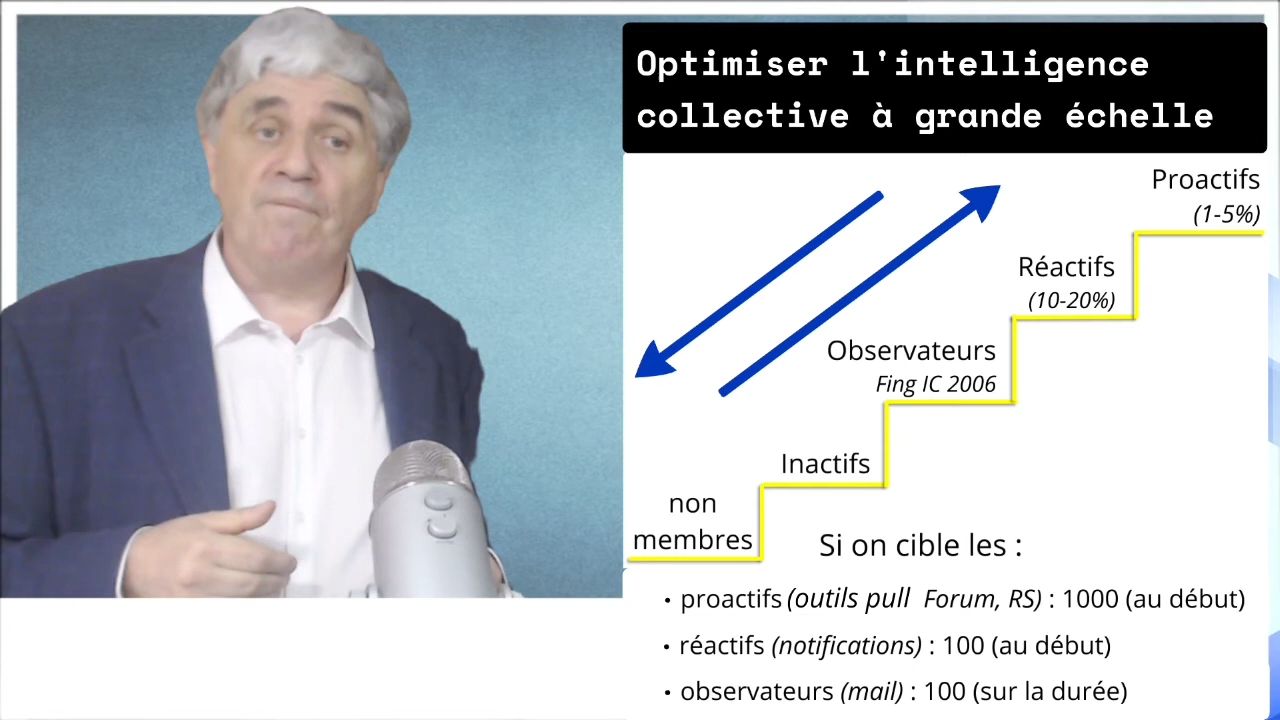 Optimiser l'intelligence
collective à grande échelle
Proactifs
(1-5%)
Réactifs
(10-20%)
Observateurs
Fing IC 2006
Inactifs
non
membres
Si on cible les :
• proactifs (outils pull Forum, RS) : 1000 (au début)
• réactifs (notifications) : 100 (au début)
• observateurs (mail) : 100 (sur la durée)